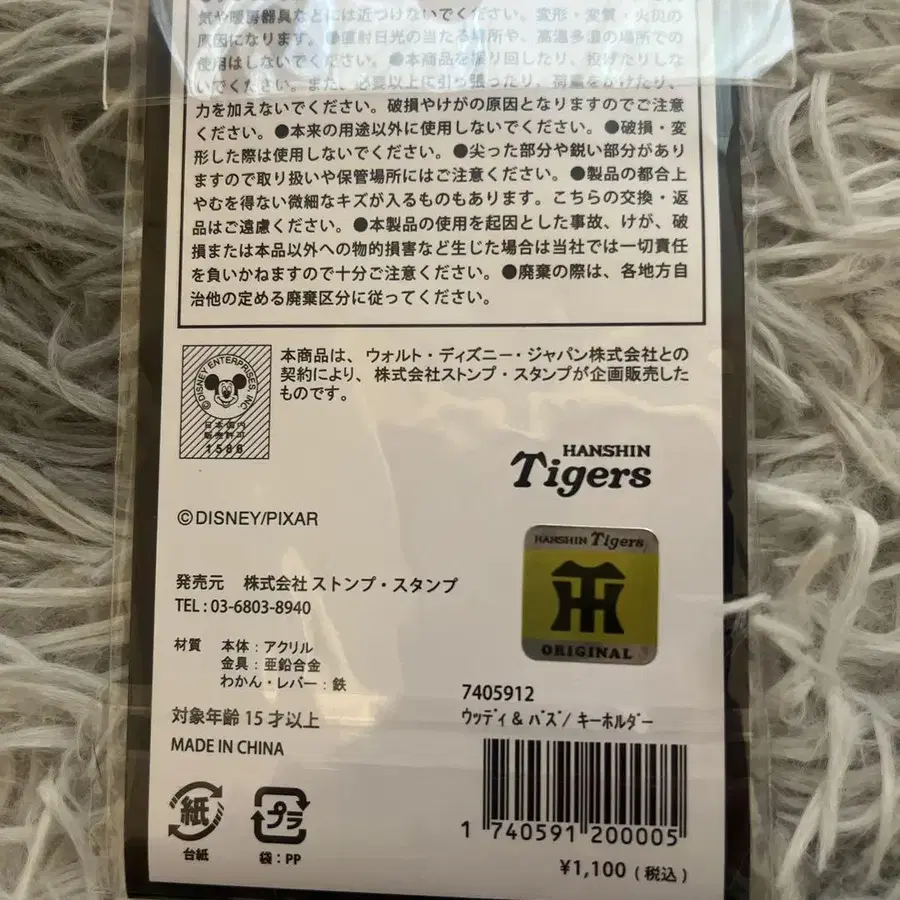 気や暖房器具などには近づけないでください。変形・変質・火災の
原因になります。●直射日光の当たる場所や、高温多湿の場所での
使用はしないでください。●本商品を振り回したり、投げたりしな
いでください。また、必要以上に引っ張ったり、荷重をかけたり、
力を加えないでください。破損やけがの原因となりますのでご注意
ください。●本来の用途以外に使用しないでください。●破損・変
形した際は使用しないでください。●尖った部分や鋭い部分があり
ますので取り扱いや保管場所にはご注意ください。●製品の都合上
やむを得ない微細なキズが入るものもあります。こちらの交換・返
品はご遠慮ください。●本製品の使用を起因とした事故、けが、破
損または本品以外への物的損害など生じた場合は当社では一切責任
を負いかねますので十分ご注意ください。●廃棄の際は、各地方自
治他の定める廃棄区分に従ってください。
©DISNEY ENTERPRISES, INC.
日本国内
販売許可
1586
本商品は、ウォルト・ディズニー・ジャパン株式会社との
契約により、株式会社ストンプ・スタンプが企画販売した
ものです。
HANSHIN
Tigers
©DISNEY/PIXAR
HANSHIN Tigers
ORIGINAL
発売元 株式会社 ストンプ・スタンプ
TEL : 03-6803-8940
材質 本体：アクリル
金具：亜鉛合金
わかん・レバー：鉄
対象年齢 15 才以上
MADE IN CHINA
7405912
ウッディ & バズ/ キーホルダー
紙
台紙
プラ
袋：PP
1 740591 200005
¥1,100 ( 税込 )